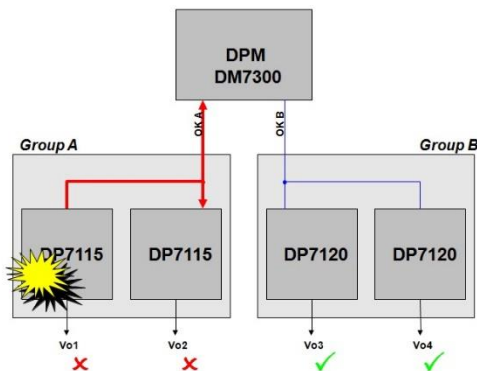 DPM
DM7300
OK A
OK B
Group A
Group B
DP7115
DP7115
DP7120
DP7120
Vo1
Vo2
Vo3
Vo4